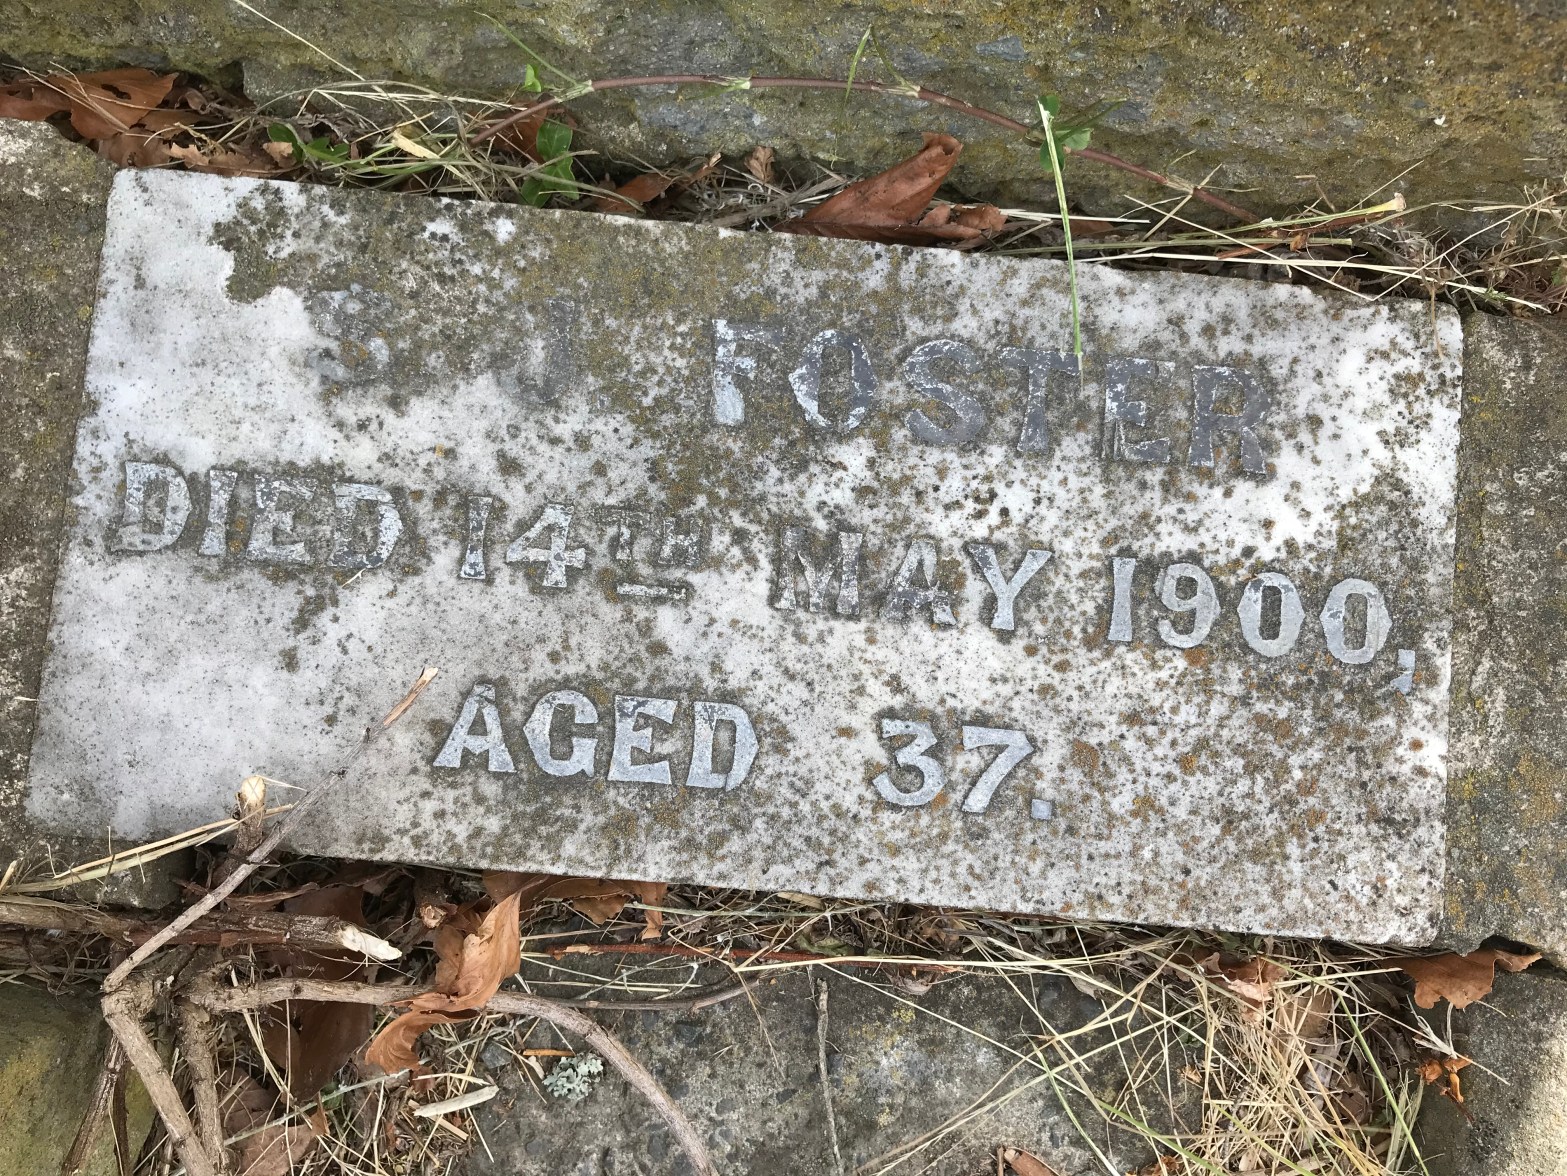 S. J. FOSTER
DIED 14TH MAY 1900,
AGED 37.